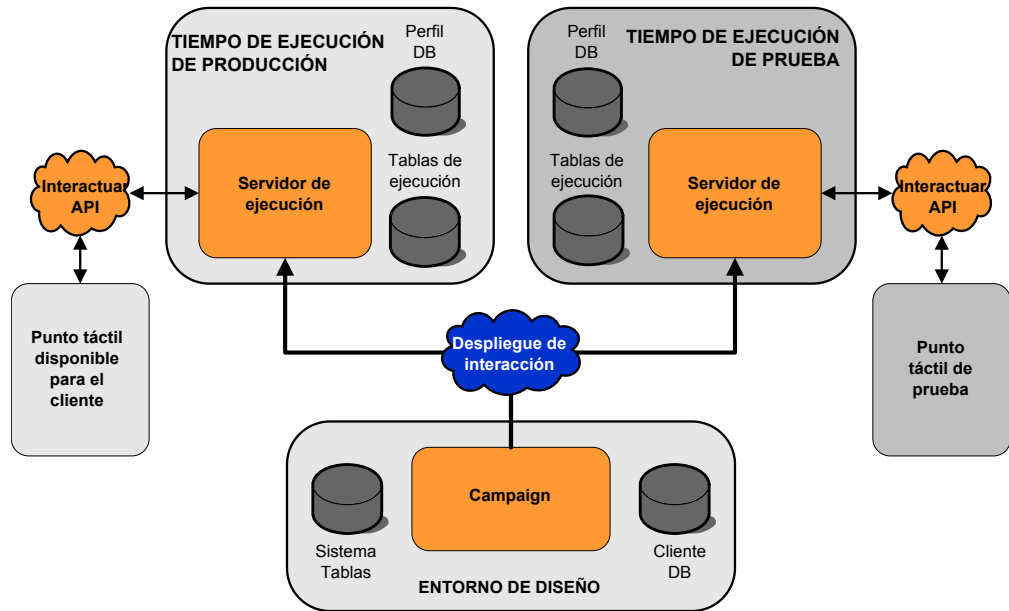 TIEMPO DE EJECUCIÓN
DE PRODUCCIÓN
Perfil
DB
Tablas de
ejecución
Servidor de
ejecución
Perfil
DB
TIEMPO DE EJECUCIÓN
DE PRUEBA
Tablas de
ejecución
Servidor de
ejecución
Interactuar
API
Interactuar
API
Punto táctil
disponible
para el
cliente
Despliegue de
interacción
Punto
táctil de
prueba
Campaign
Sistema
Tablas
Cliente
DB
ENTORNO DE DISEÑO